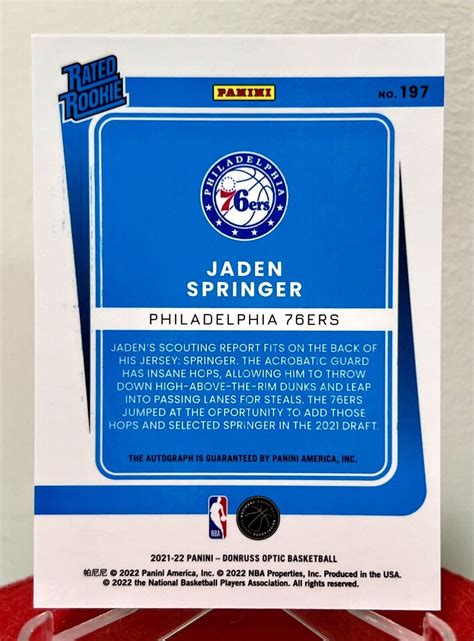 RATED
ROOKIE
PANINI
NO. 197
PHILADELPHIA
76ers
JADEN
SPRINGER
PHILADELPHIA 76ERS
JADEN'S SCOUTING REPORT FITS ON THE BACK OF
HIS JERSEY: SPRINGER. THE ACROBATIC GUARD
HAS INSANE HOPS, ALLOWING HIM TO THROW
DOWN HIGH-ABOVE-THE-RIM DUNKS AND LEAP
INTO PASSING LANES FOR STEALS. THE 76ERS
JUMPED AT THE OPPORTUNITY TO ADD THOSE
HOPS AND SELECTED SPRINGER IN THE 2021 DRAFT.
THE AUTOGRAPH IS GUARANTEED BY PANINI AMERICA, INC.
NBA
2021-22 PANINI – DONRUSS OPTIC BASKETBALL
帕尼尼 © 2022 Panini America, Inc. © 2022 NBA Properties, Inc. Produced in the USA.
© 2022 the National Basketball Players Association. All rights reserved.